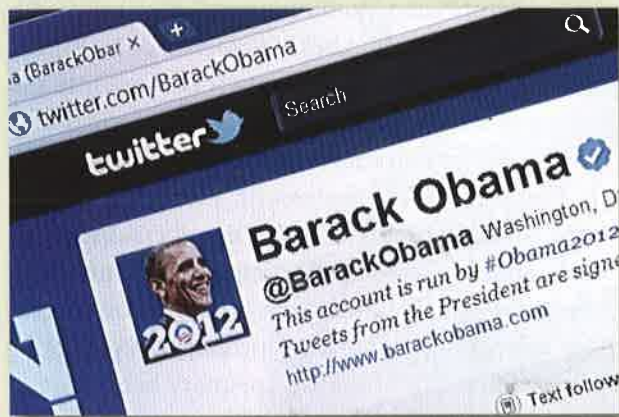 a (BarackObar × +
twitter.com/BarackObama
twitter Search
Barack Obama
@BarackObama Washington, D
This account is run by #Obama2012
Tweets from the President are signe
http://www.barackobama.com
2012
Text follow